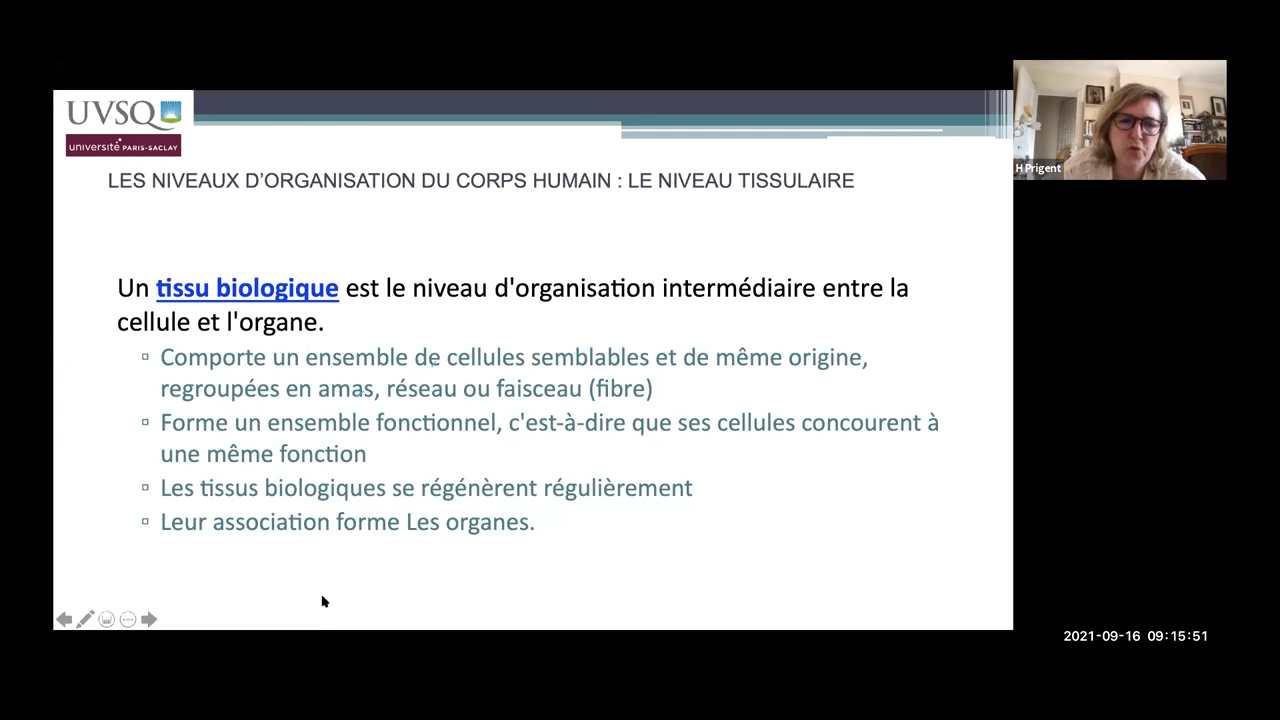 UVSQ
université PARIS-SACLAY
H Prigent
LES NIVEAUX D'ORGANISATION DU CORPS HUMAIN : LE NIVEAU TISSULAIRE
Un tissu biologique est le niveau d'organisation intermédiaire entre la
cellule et l'organe.
Comporte un ensemble de cellules semblables et de même origine,
regroupées en amas, réseau ou faisceau (fibre)
Forme un ensemble fonctionnel, c'est-à-dire que ses cellules concourent à
une même fonction
Les tissus biologiques se régénèrent régulièrement
Leur association forme Les organes.
2021-09-16 09:15:51